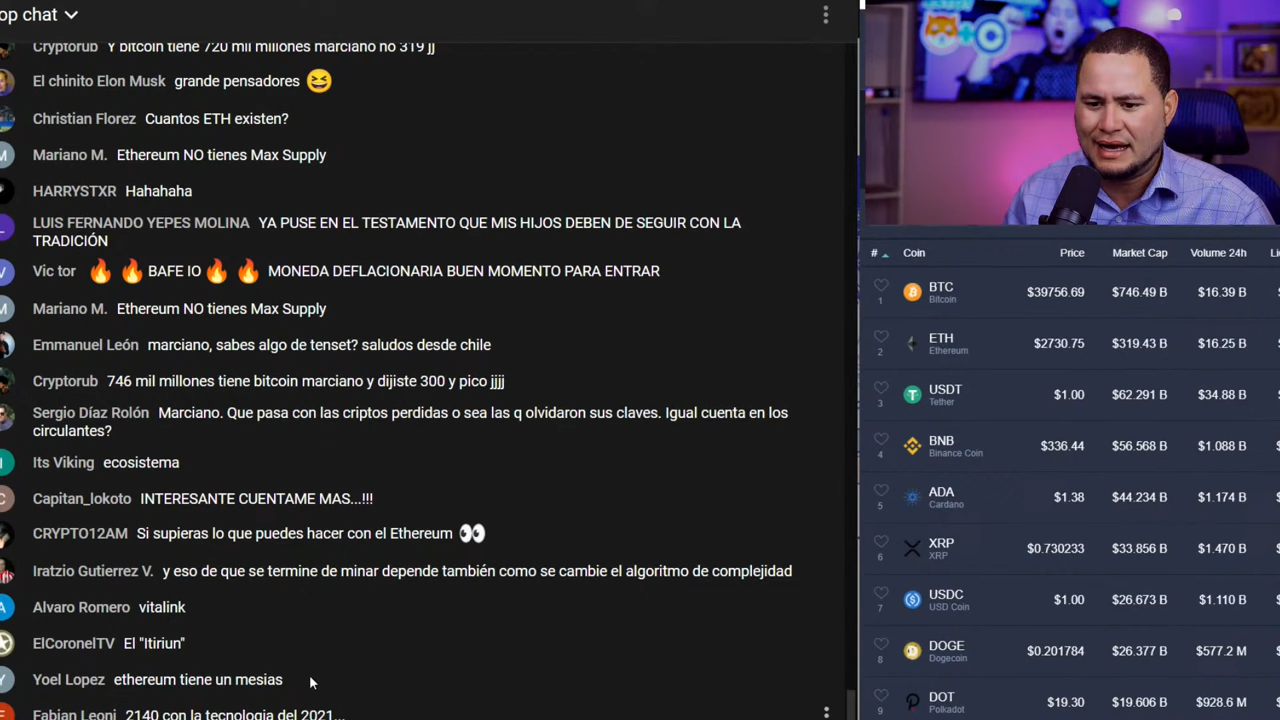 op chat
Cryptorub Y bitcoin tiene 720 mil millones marciano no 319 jj
El chinito Elon Musk grande pensadores 😆
Christian Florez Cuantos ETH existen?
Mariano M. Ethereum NO tienes Max Supply
HARRYSTXR Hahahaha
LUIS FERNANDO YEPES MOLINA YA PUSE EN EL TESTAMENTO QUE MIS HIJOS DEBEN DE SEGUIR CON LA
TRADICIÓN
Vic tor 🔥 🔥 BAFE IO 🔥 🔥 MONEDA DEFLACIONARIA BUEN MOMENTO PARA ENTRAR
Mariano M. Ethereum NO tienes Max Supply
Emmanuel León marciano, sabes algo de tenset? saludos desde chile
Cryptorub 746 mil millones tiene bitcoin marciano y dijiste 300 y pico jjjj
Sergio Díaz Rolón Marciano. Que pasa con las criptos perdidas o sea las q olvidaron sus claves. Igual cuenta en los
circulantes?
Its Viking ecosistema
Capitan_lokoto INTERESANTE CUENTAME MAS...!!!
CRYPTO12AM Si supieras lo que puedes hacer con el Ethereum 👀
Iratzio Gutierrez V. y eso de que se termine de minar depende también como se cambie el algoritmo de complejidad
Alvaro Romero vitalink
ElCoronelTV El "Itiriun"
Yoel Lopez ethereum tiene un mesias
Fabian Leoni 2140 con la tecnologia del 2021...
# Coin Price Market Cap Volume 24h Li
1 BTC Bitcoin $39756.69 $746.49 B $16.39 B
2 ETH Ethereum $2730.75 $319.43 B $16.25 B
3 USDT Tether $1.00 $62.291 B $34.88 B
4 BNB Binance Coin $336.44 $56.568 B $1.088 B
5 ADA Cardano $1.38 $44.234 B $1.174 B
6 XRP XRP $0.730233 $33.856 B $1.470 B
7 USDC USD Coin $1.00 $26.673 B $1.110 B
8 DOGE Dogecoin $0.201784 $26.377 B $577.2 M
9 DOT Polkadot $19.30 $19.606 B $928.6 M